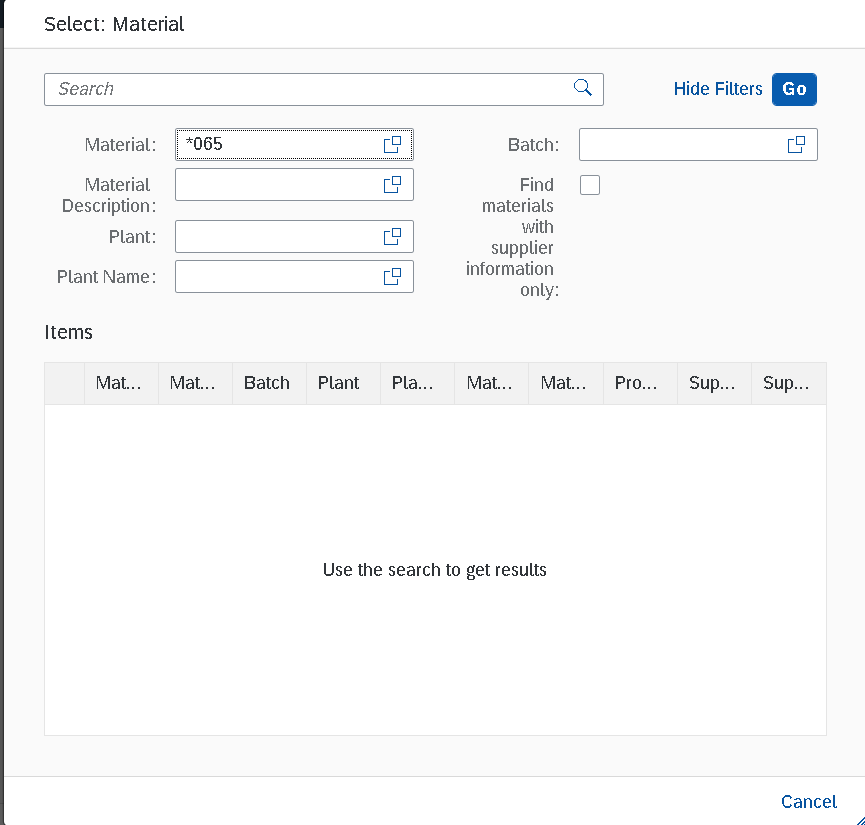 Select: Material
Search
Hide Filters
Go
Material:
*065
Batch:
Material
Description:
Find
materials
with
supplier
information
only:
Plant:
Plant Name:
Items
Mat... Mat... Batch Plant Pla... Mat... Mat... Pro... Sup... Sup...
Use the search to get results
Cancel